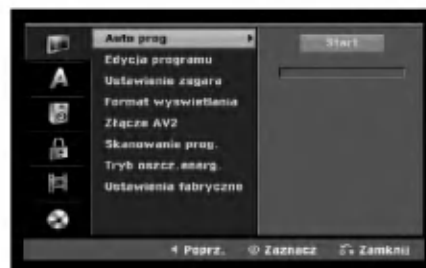 Auto prog
Start
Edycja programu
Ustawienie zegara
Format wyswietlania
Złącze AV2
Skanowanie prog.
Tryb oszcz.energ.
Ustawienia fabryczne
A
Poprz. Zaznacz Zamknij